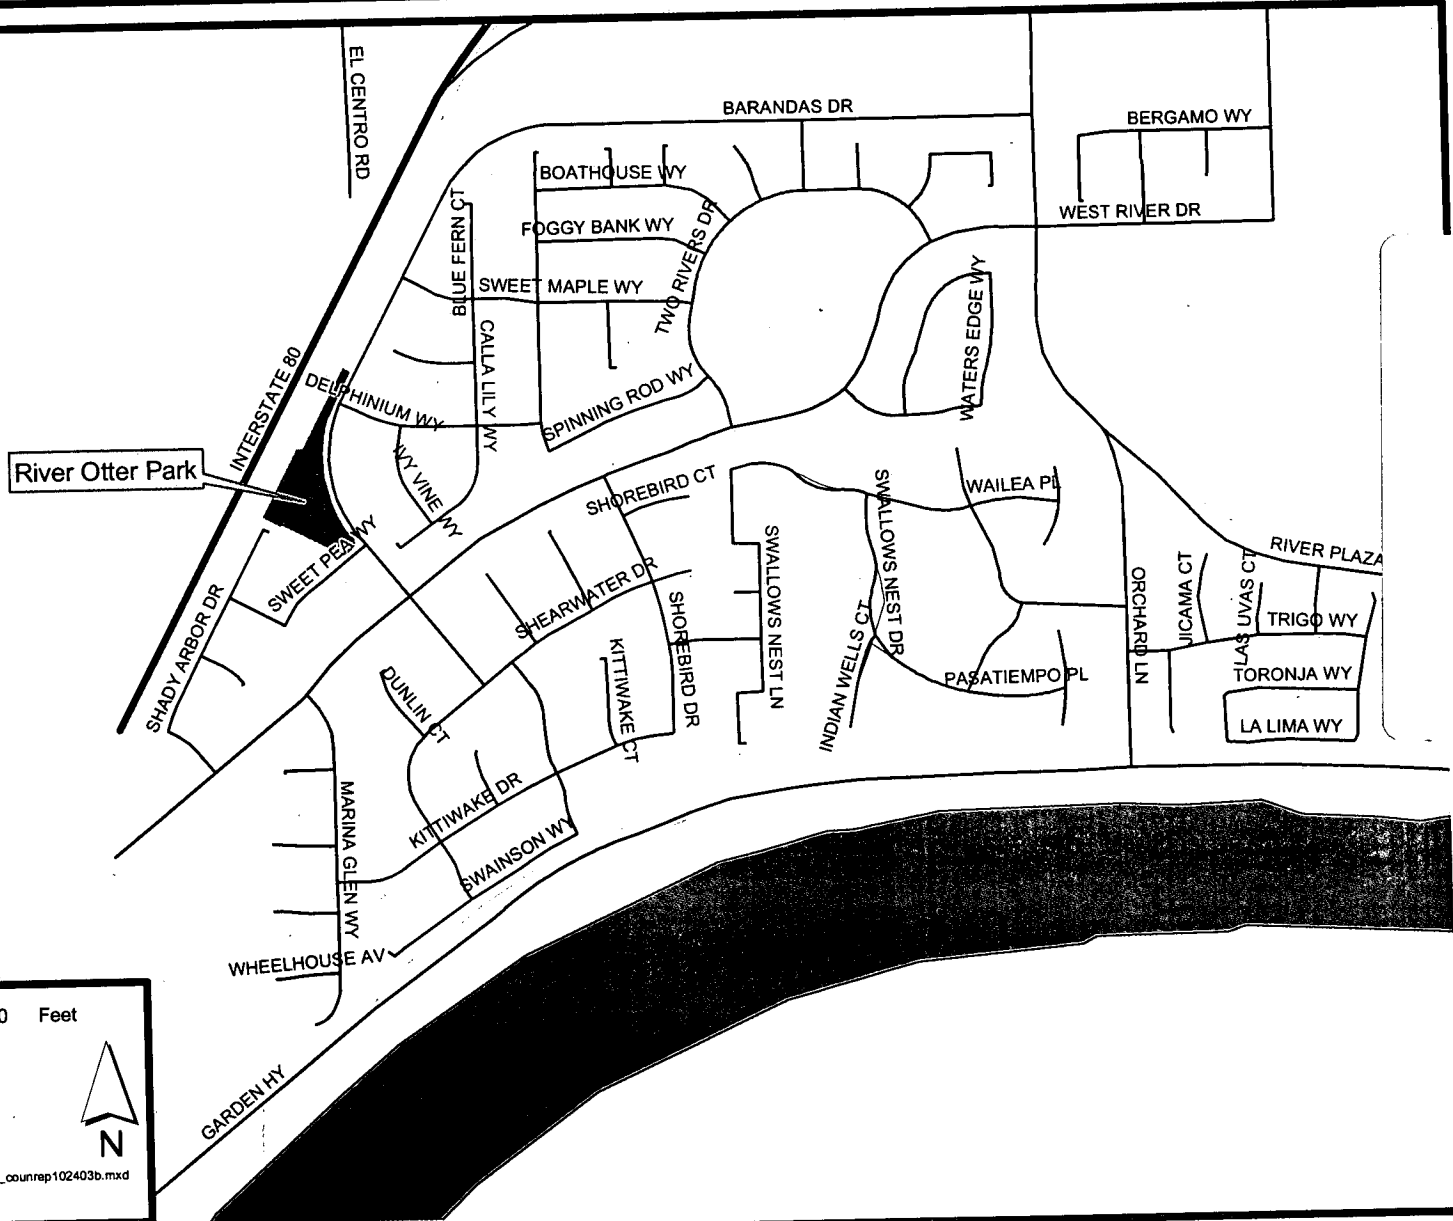 EL CENTRO RD
BARANDAS DR
BERGAMO WY
BOATHOUSE WY
WEST RIVER DR
BLUE FERN CT
FOGGY BANK WY
TWO RIVERS DR
SWEET MAPLE WY
WATERS EDGE WY
CALLA LILY WY
INTERSTATE 80
DELPHINIUM WY
SPINNING ROD WY
River Otter Park
IVY VINE WY
SHOREBIRD CT
SWALLOWS NEST DR
WAILEA PL
SWEET PEA WY
SWALLOWS NEST LN
RIVER PLAZA
SHADY ARBOR DR
SHEARWATER DR
ORCHARD LN
JICAMA CT
LAS UVAS CT
TRIGO WY
SHOREBIRD DR
KITTIWAKE CT
INDIAN WELLS CT
PASATIEMPO PL
TORONJA WY
DUNLIN CT
LA LIMA WY
MARINA GLEN WY
KITTIWAKE DR
SWAINSON WY
WHEELHOUSE AV
0 Feet
GARDEN HY
N
_counrep102403b.mxd